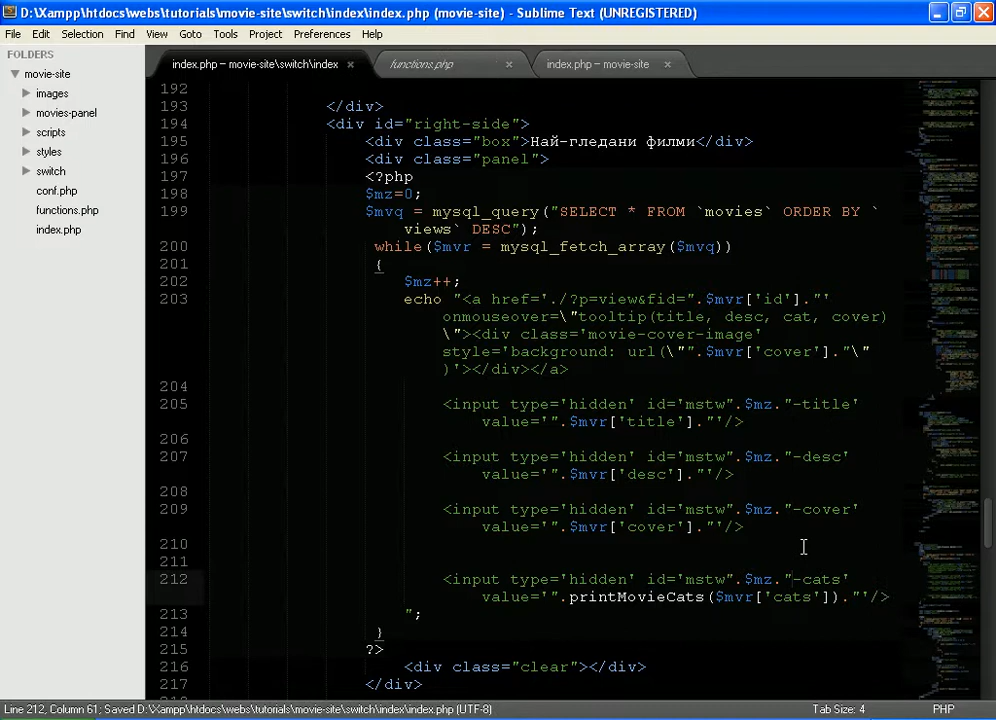 D:\Xampp\htdocs\webs\tutorials\movie-site\switch\index\index.php (movie-site) - Sublime Text (UNREGISTERED)
File Edit Selection Find View Goto Tools Project Preferences Help
FOLDERS
movie-site
images
movies-panel
scripts
styles
switch
conf.php
functions.php
index.php
index.php – movie-site\switch\index × functions.php × index.php – movie-site ×
192
193 </div>
194 <div id="right-side">
195 <div class="box">Най-гледани филми</div>
196 <div class="panel">
197 <?php
198 $mz=0;
199 $mvq = mysql_query("SELECT * FROM `movies` ORDER BY `
views` DESC");
200 while($mvr = mysql_fetch_array($mvq))
201 {
202 $mz++;
203 echo "<a href='./?p=view&fid=".$mvr['id']."'
onmouseover=\"tooltip(title, desc, cat, cover)
\"><div class='movie-cover-image'
style='background: url(\"".$mvr['cover']."\"
)'></div></a>
204
205 <input type='hidden' id='mstw".$mz."-title'
value='".$mvr['title']."'/>
206
207 <input type='hidden' id='mstw".$mz."-desc'
value='".$mvr['desc']."'/>
208
209 <input type='hidden' id='mstw".$mz."-cover'
value='".$mvr['cover']."'/>
210
211
212 <input type='hidden' id='mstw".$mz."-cats'
value='".printMovieCats($mvr['cats'])."'/>
213 ";
214 }
215 ?>
216 <div class="clear"></div>
217 </div>
Line 212, Column 61; Saved D:\Xampp\htdocs\webs\tutorials\movie-site\switch\index\index.php (UTF-8) Tab Size: 4 PHP